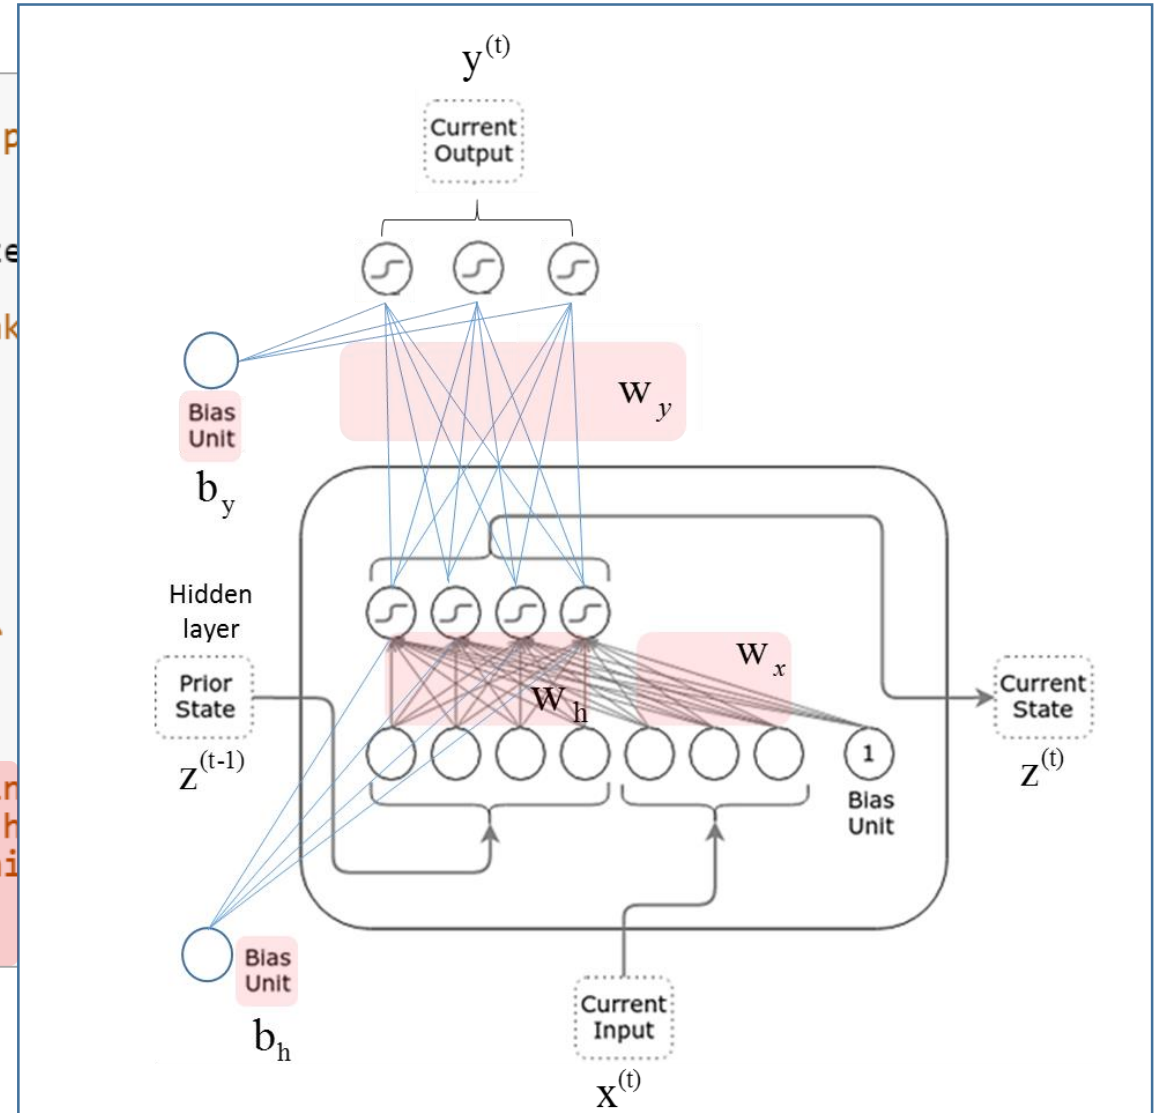 y(t)
Current
Output
Bias
Unit
by
wy
Hidden
layer
Prior
State
z(t-1)
wh
wx
1
Bias
Unit
Current
State
z(t)
Bias
Unit
bh
Current
Input
x(t)